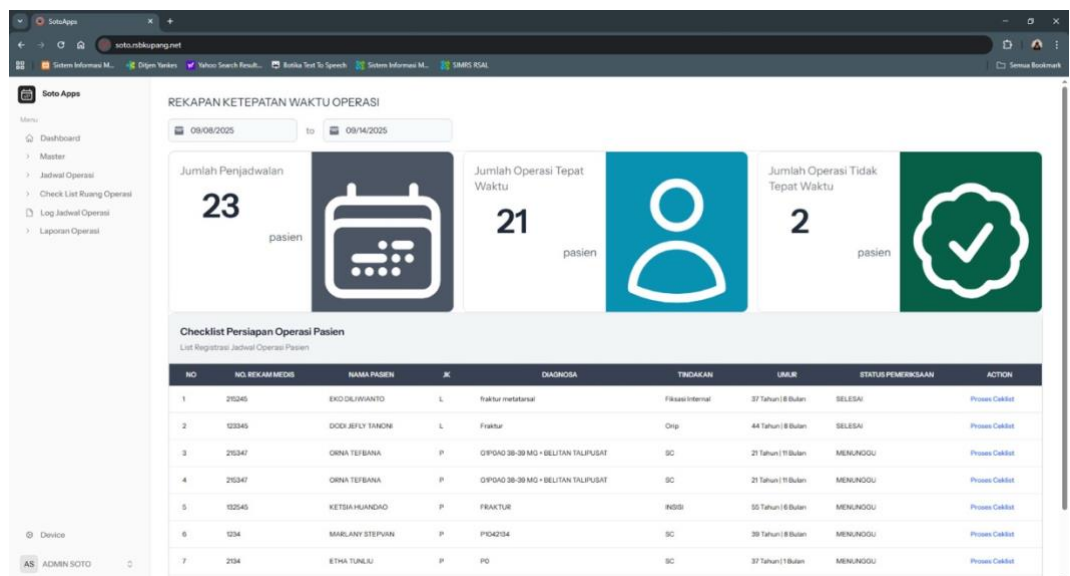 SotoApps
soto.rsbkupang.net
Sistem Informasi M... Ditjen Yankes Yahoo Search Result... Botika Text To Speech Sistem Informasi M... SIMRS RSAL Semua Bookmark
Soto Apps
Menu
Dashboard
Master
Jadwal Operasi
Check List Ruang Operasi
Log Jadwal Operasi
Laporan Operasi
Device
AS ADMIN SOTO
REKAPAN KETEPATAN WAKTU OPERASI
09/08/2025 to 09/14/2025
Jumlah Penjadwalan
23
pasien
Jumlah Operasi Tepat
Waktu
21
pasien
Jumlah Operasi Tidak
Tepat Waktu
2
pasien
Checklist Persiapan Operasi Pasien
List Registrasi Jadwal Operasi Pasien
NO NO. REKAM MEDIS NAMA PASIEN JK DIAGNOSA TINDAKAN UMUR STATUS PEMERIKSAAN ACTION
1 215245 EKO L fraktur metatarsal Fiksasi Internal 37 Tahun | 8 Bulan SELESAI Proses Ceklist
2 123345 DODI JEFLY TANONI L Fraktur Orip 44 Tahun | 8 Bulan SELESAI Proses Ceklist
3 215347 ORNA TEFBANA P G1P0A0 38-39 MG + BELITAN TALIPUSAT SC 21 Tahun | 11 Bulan MENUNGGU Proses Ceklist
4 215347 ORNA TEFBANA P G1P0A0 38-39 MG + BELITAN TALIPUSAT SC 21 Tahun | 11 Bulan MENUNGGU Proses Ceklist
5 132545 KETSIA HUANDAO P FRAKTUR INSISI 55 Tahun | 6 Bulan MENUNGGU Proses Ceklist
6 1234 MARLANY STEPVAN P P1042134 SC 39 Tahun | 8 Bulan MENUNGGU Proses Ceklist
7 2134 ETHA TUNLIU P P0 SC 37 Tahun | 1 Bulan MENUNGGU Proses Ceklist